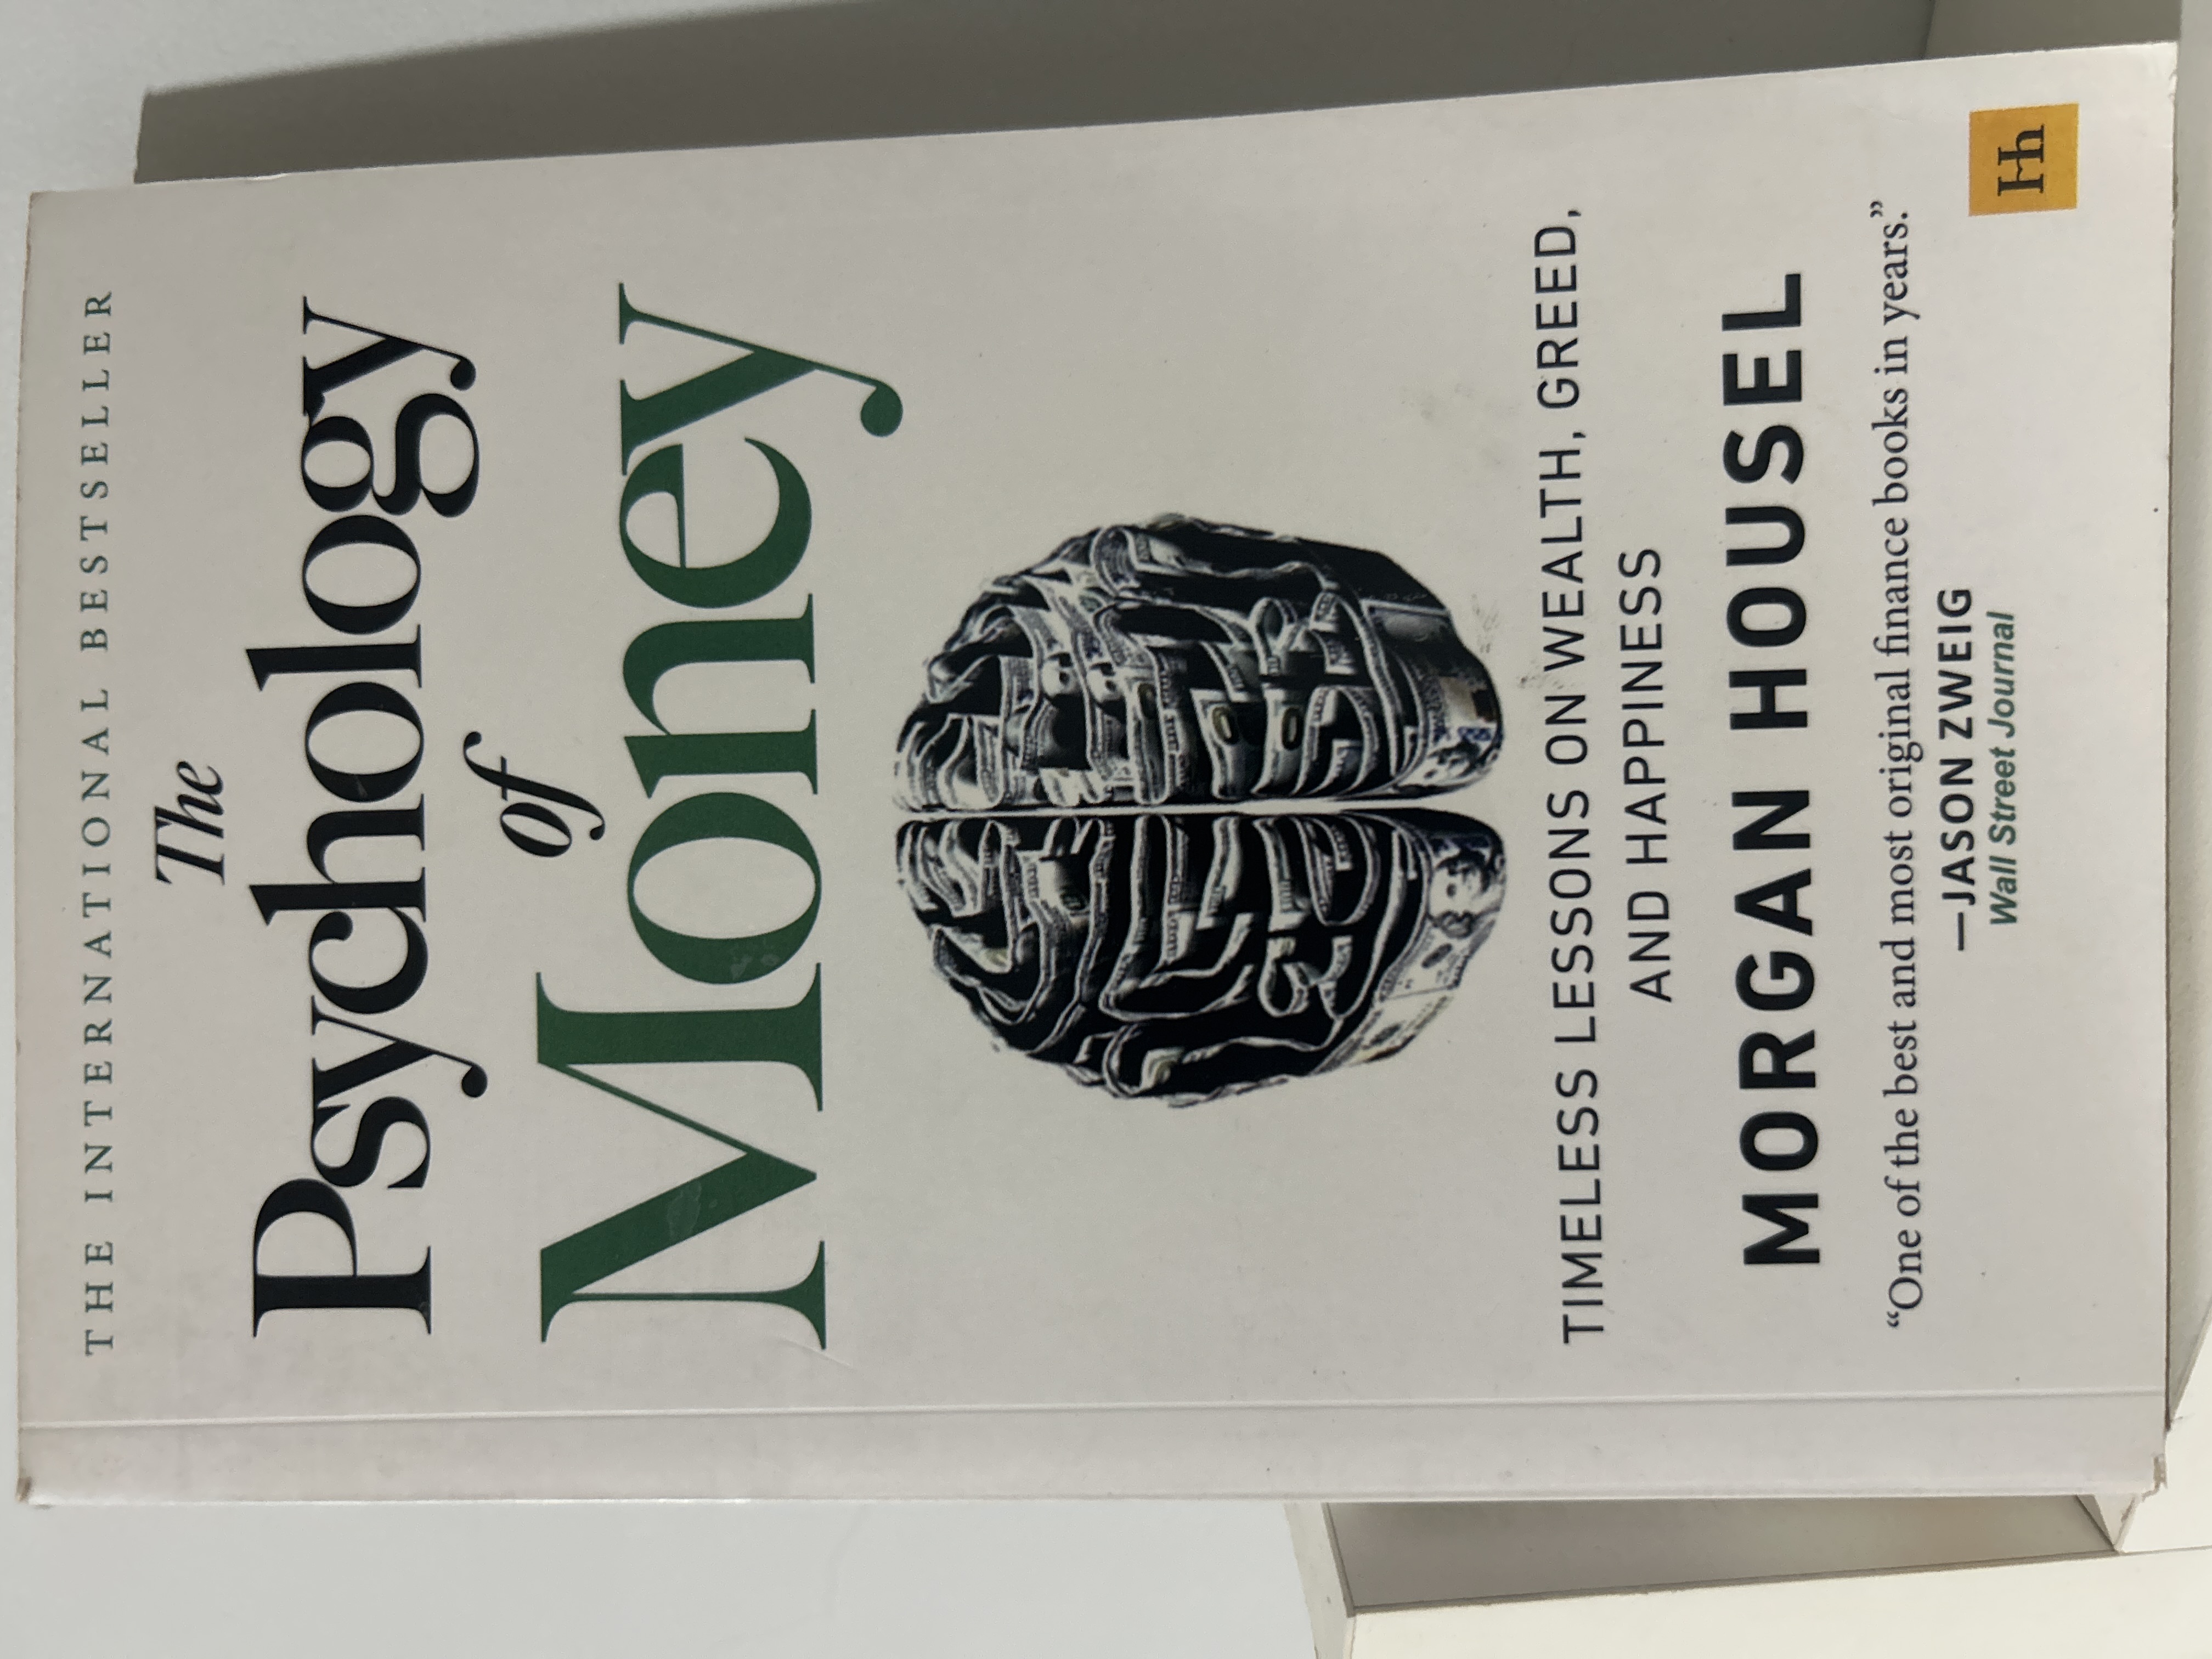 THE INTERNATIONAL BESTSELLER
The
Psychology
of
Money
TIMELESS LESSONS ON WEALTH, GREED,
AND HAPPINESS
MORGAN HOUSEL
“One of the best and most original finance books in years.”
—JASON ZWEIG
Wall Street Journal
Hh